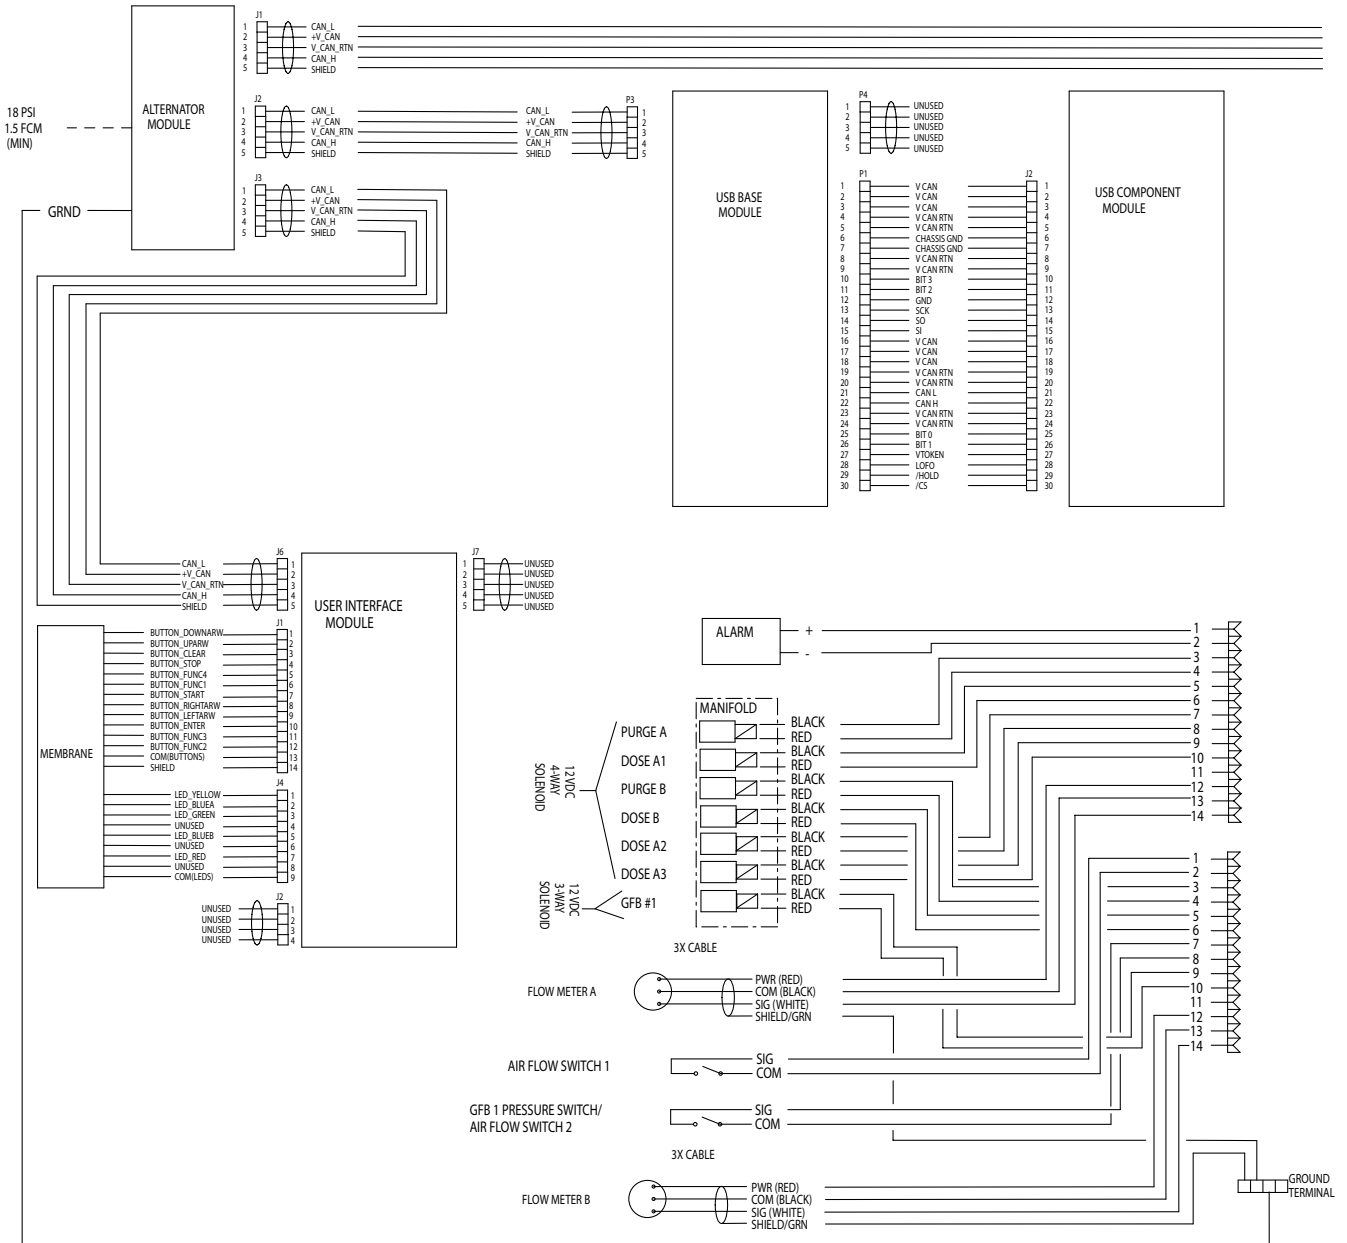 18 PSI
1.5 FCM
(MIN)
GRND
ALTERNATOR
MODULE
J1
1 CAN_L
2 +V_CAN
3 V_CAN_RTN
4 CAN_H
5 SHIELD
J2 P3
1 CAN_L CAN_L 1
2 +V_CAN +V_CAN 2
3 V_CAN_RTN V_CAN_RTN 3
4 CAN_H CAN_H 4
5 SHIELD SHIELD 5
J3
1 CAN_L
2 +V_CAN
3 V_CAN_RTN
4 CAN_H
5 SHIELD
USB BASE
MODULE
P4
1 UNUSED
2 UNUSED
3 UNUSED
4 UNUSED
5 UNUSED
P1 J2
1 V CAN 1
2 V CAN 2
3 V CAN 3
4 V CAN RTN 4
5 V CAN RTN 5
6 CHASSIS GND 6
7 CHASSIS GND 7
8 V CAN RTN 8
9 V CAN RTN 9
10 BIT 3 10
11 BIT 2 11
12 GND 12
13 SCK 13
14 SO 14
15 SI 15
16 V CAN 16
17 V CAN 17
18 V CAN 18
19 V CAN RTN 19
20 V CAN RTN 20
21 CAN L 21
22 CAN H 22
23 V CAN RTN 23
24 V CAN RTN 24
25 BIT 0 25
26 BIT 1 26
27 VTOKEN 27
28 LOFO 28
29 /HOLD 29
30 /CS 30
USB COMPONENT
MODULE
J6
CAN_L 1
+V_CAN 2
V_CAN_RTN 3
CAN_H 4
SHIELD 5
USER INTERFACE
MODULE
J7
1 UNUSED
2 UNUSED
3 UNUSED
4 UNUSED
5 UNUSED
MEMBRANE
J1
BUTTON_DOWNARW 1
BUTTON_UPARW 2
BUTTON_CLEAR 3
BUTTON_STOP 4
BUTTON_FUNC4 5
BUTTON_FUNC1 6
BUTTON_START 7
BUTTON_RIGHTARW 8
BUTTON_LEFTARW 9
BUTTON_ENTER 10
BUTTON_FUNC3 11
BUTTON_FUNC2 12
COM(BUTTONS) 13
SHIELD 14
J4
LED_YELLOW 1
LED_BLUEA 2
LED_GREEN 3
UNUSED 4
LED_BLUEB 5
UNUSED 6
LED_RED 7
UNUSED 8
COM(LEDS) 9
J2
UNUSED 1
UNUSED 2
UNUSED 3
UNUSED 4
ALARM
+
-
MANIFOLD
12 VDC
4-WAY
SOLENOID
PURGE A BLACK
RED
DOSE A1 BLACK
RED
PURGE B BLACK
RED
DOSE B BLACK
RED
DOSE A2 BLACK
RED
DOSE A3 BLACK
RED
12 VDC
3-WAY
SOLENOID
GFB #1 BLACK
RED
1
2
3
4
5
6
7
8
9
10
11
12
13
14
1
2
3
4
5
6
7
8
9
10
11
12
13
14
3X CABLE
FLOW METER A
PWR (RED)
COM (BLACK)
SIG (WHITE)
SHIELD/GRN
AIR FLOW SWITCH 1
SIG
COM
GFB 1 PRESSURE SWITCH/
AIR FLOW SWITCH 2
SIG
COM
3X CABLE
FLOW METER B
PWR (RED)
COM (BLACK)
SIG (WHITE)
SHIELD/GRN
GROUND
TERMINAL